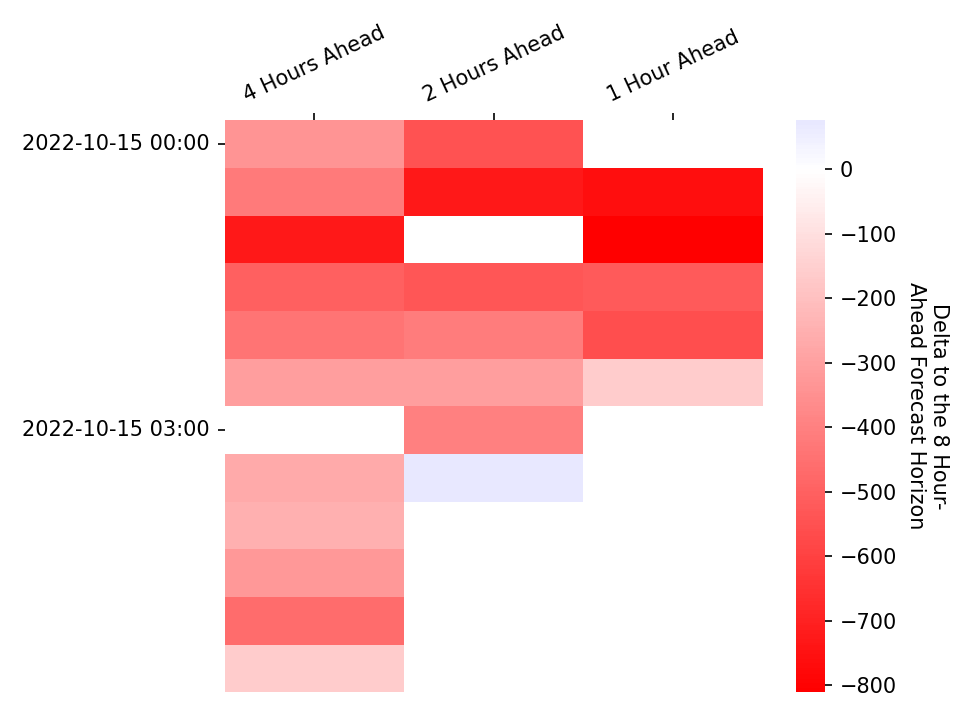 4 Hours Ahead
2 Hours Ahead
1 Hour Ahead
2022-10-15 00:00
2022-10-15 03:00
0
−100
−200
−300
−400
−500
−600
−700
−800
Delta to the 8 Hour-
Ahead Forecast Horizon